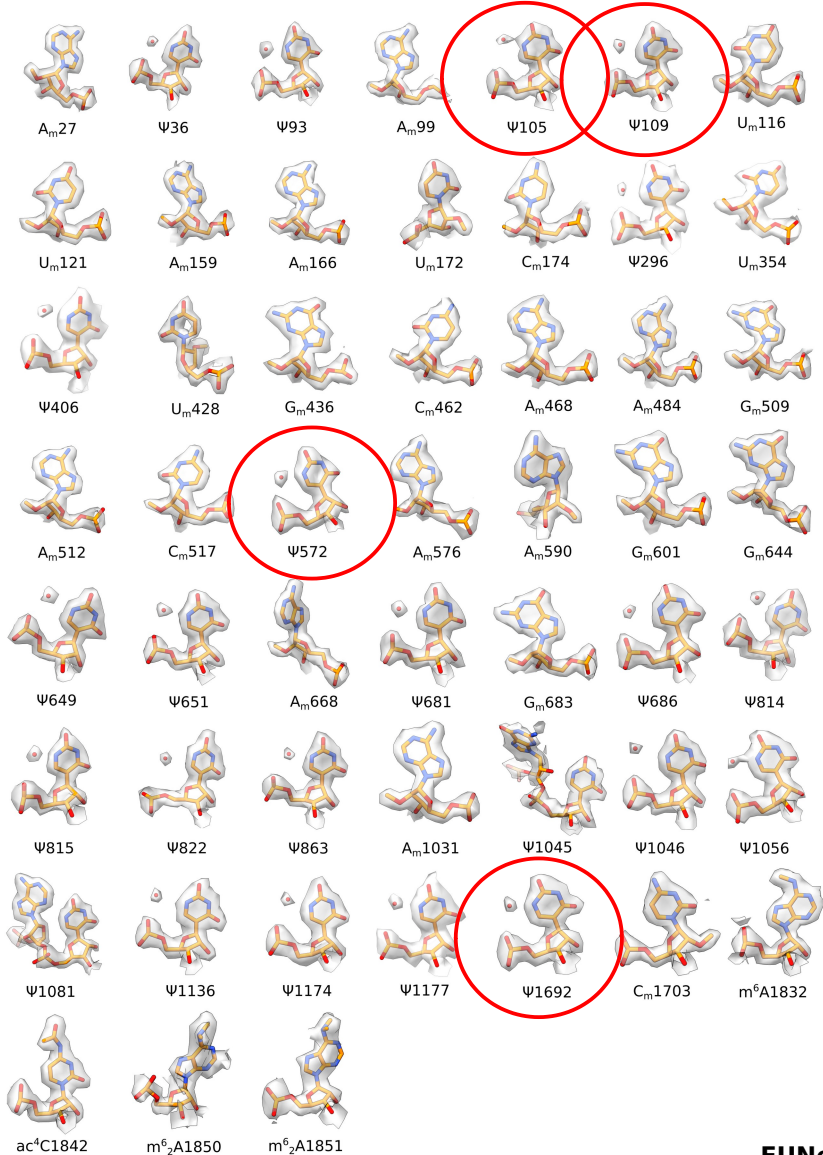 Aₘ27 Ψ36 Ψ93 Aₘ99 Ψ105 Ψ109 Uₘ116
Uₘ121 Aₘ159 Aₘ166 Uₘ172 Cₘ174 Ψ296 Uₘ354
Ψ406 Uₘ428 Gₘ436 Cₘ462 Aₘ468 Aₘ484 Gₘ509
Aₘ512 Cₘ517 Ψ572 Aₘ576 Aₘ590 Gₘ601 Gₘ644
Ψ649 Ψ651 Aₘ668 Ψ681 Gₘ683 Ψ686 Ψ814
Ψ815 Ψ822 Ψ863 Aₘ1031 Ψ1045 Ψ1046 Ψ1056
Ψ1081 Ψ1136 Ψ1174 Ψ1177 Ψ1692 Cₘ1703 m⁶A1832
ac⁴C1842 m⁶₂A1850 m⁶₂A1851